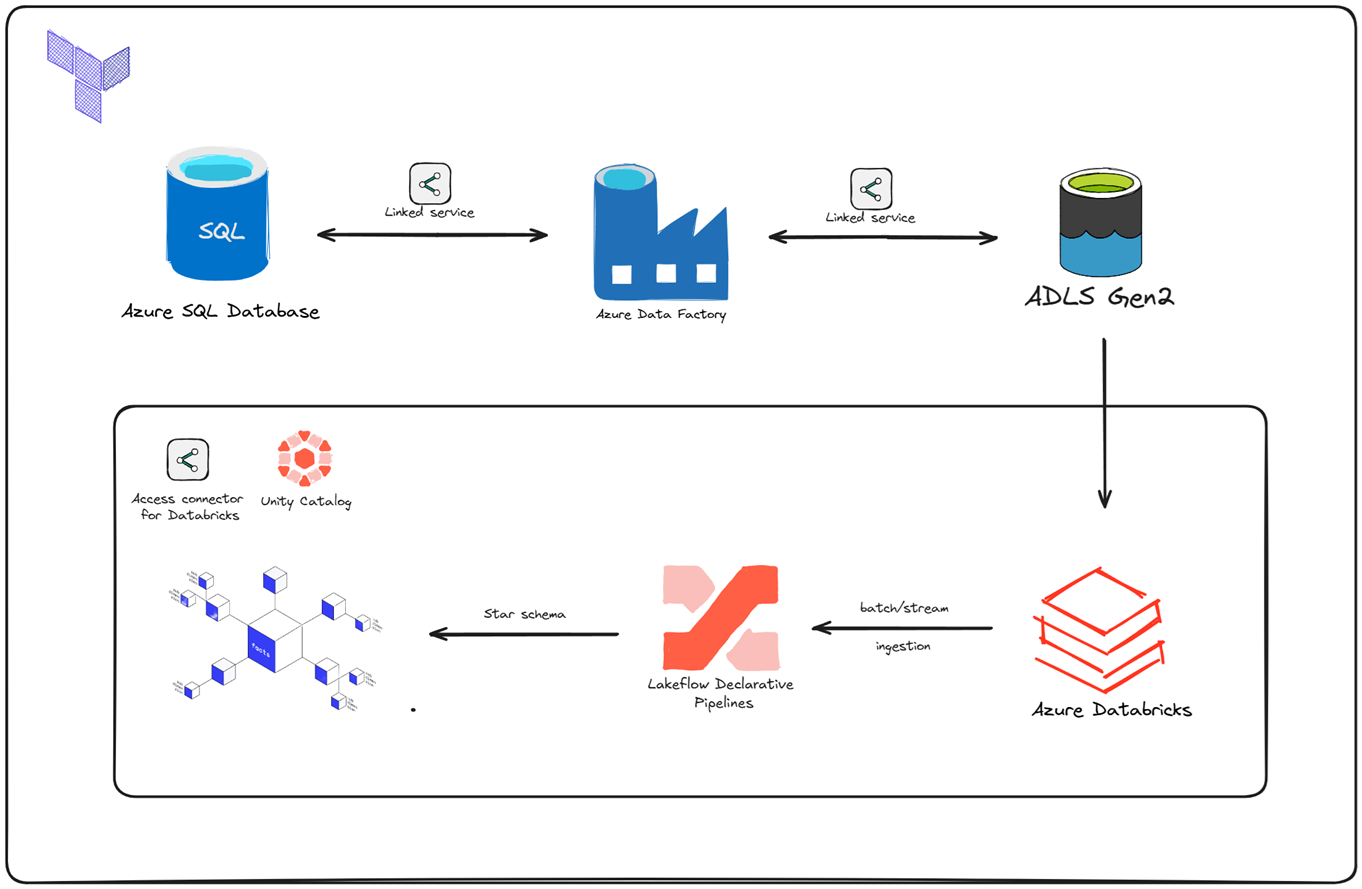 SQL
Linked service
Linked service
Azure SQL Database
Azure Data Factory
ADLS Gen2
Access connector
for Databricks
Unity Catalog
Facts
Star schema
batch/stream
ingestion
Lakeflow Declarative
Pipelines
Azure Databricks